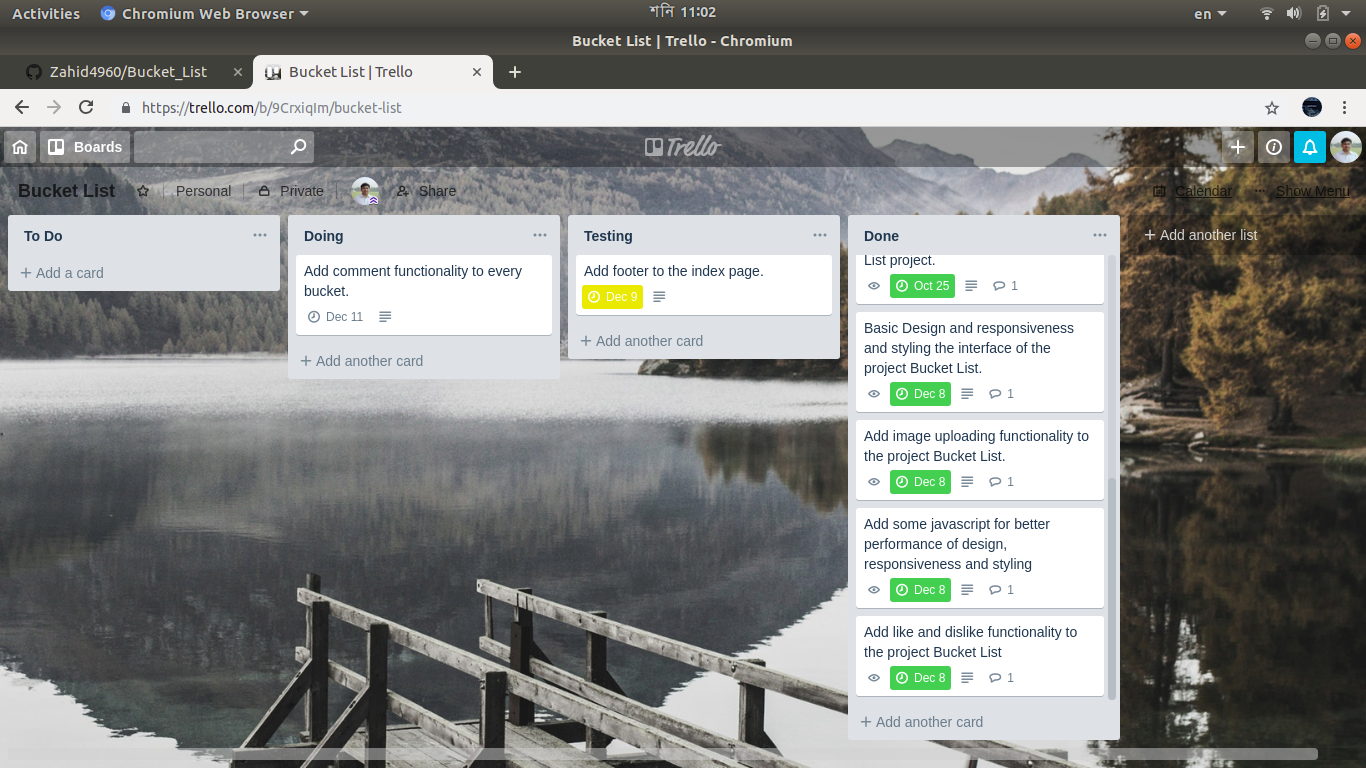 Activities Chromium Web Browser শনি 11:02 en
Bucket List | Trello - Chromium
Zahid4960/Bucket_List Bucket List | Trello
https://trello.com/b/9CrxiqIm/bucket-list
Boards Trello
Bucket List Personal Private Share Calendar Show Menu
To Do
Add a card
Doing
Add comment functionality to every
bucket.
Dec 11
Add another card
Testing
Add footer to the index page.
Dec 9
Add another card
Done
List project.
Oct 25 1
Basic Design and responsiveness
and styling the interface of the
project Bucket List.
Dec 8 1
Add image uploading functionality to
the project Bucket List.
Dec 8 1
Add some javascript for better
performance of design,
responsiveness and styling
Dec 8 1
Add like and dislike functionality to
the project Bucket List
Dec 8 1
Add another card
Add another list